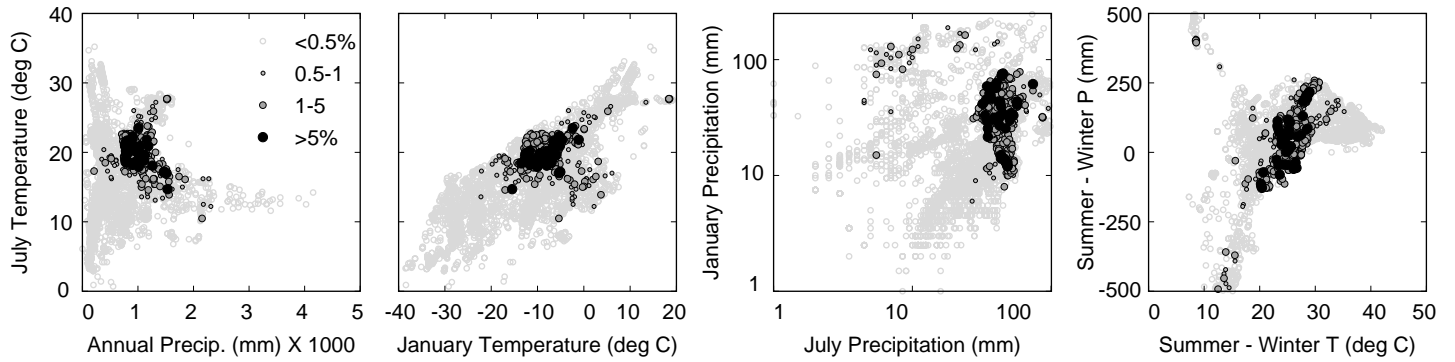 July Temperature (deg C)
40
30
20
10
0
<0.5%
0.5-1
1-5
>5%
0 1 2 3 4 5
Annual Precip. (mm) X 1000
-40 -30 -20 -10 0 10 20
January Temperature (deg C)
January Precipitation (mm)
100
10
1
1 10 100
July Precipitation (mm)
Summer - Winter P (mm)
500
250
0
-250
-500
0 10 20 30 40 50
Summer - Winter T (deg C)